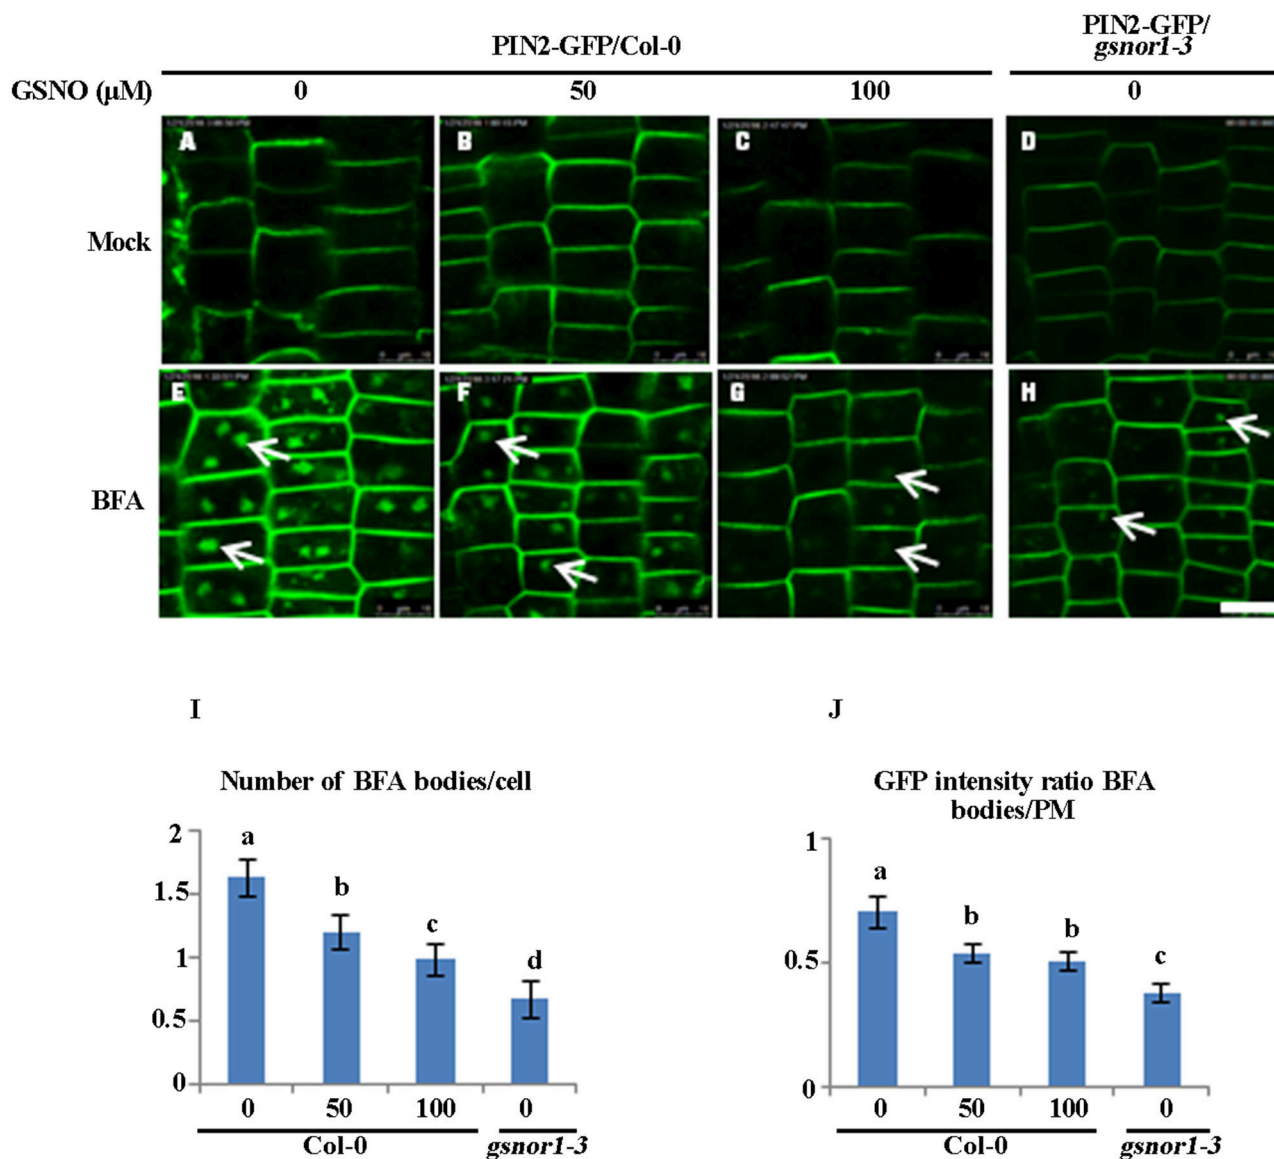 PIN2-GFP/Col-0
PIN2-GFP/
gsnor1-3
GSNO (µM)
0
50
100
0
Mock
A
B
C
D
BFA
E
F
G
H
I
J
Number of BFA bodies/cell
2
1.5
1
0.5
0
a
b
c
d
0
50
100
0
Col-0
gsnor1-3
GFP intensity ratio BFA
bodies/PM
1
0.5
0
a
b
b
c
0
50
100
0
Col-0
gsnor1-3